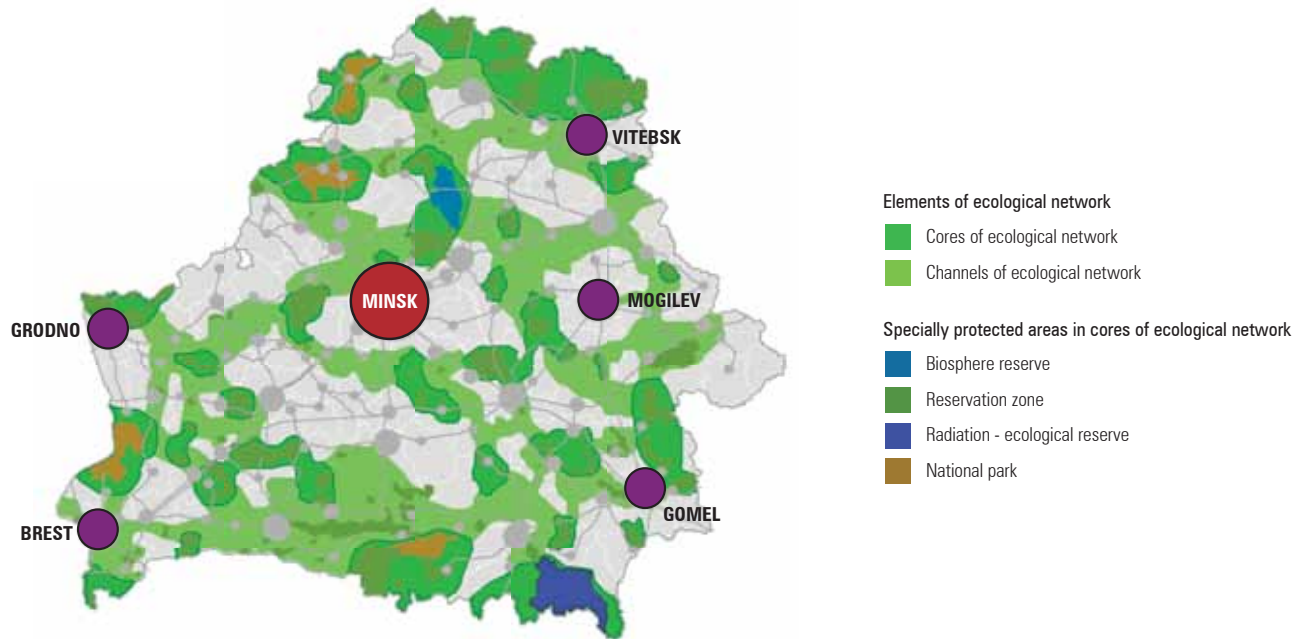 VITEBSK
MINSK
MOGILEV
GRODNO
GOMEL
BREST
Elements of ecological network
Cores of ecological network
Channels of ecological network
Specially protected areas in cores of ecological network
Biosphere reserve
Reservation zone
Radiation - ecological reserve
National park